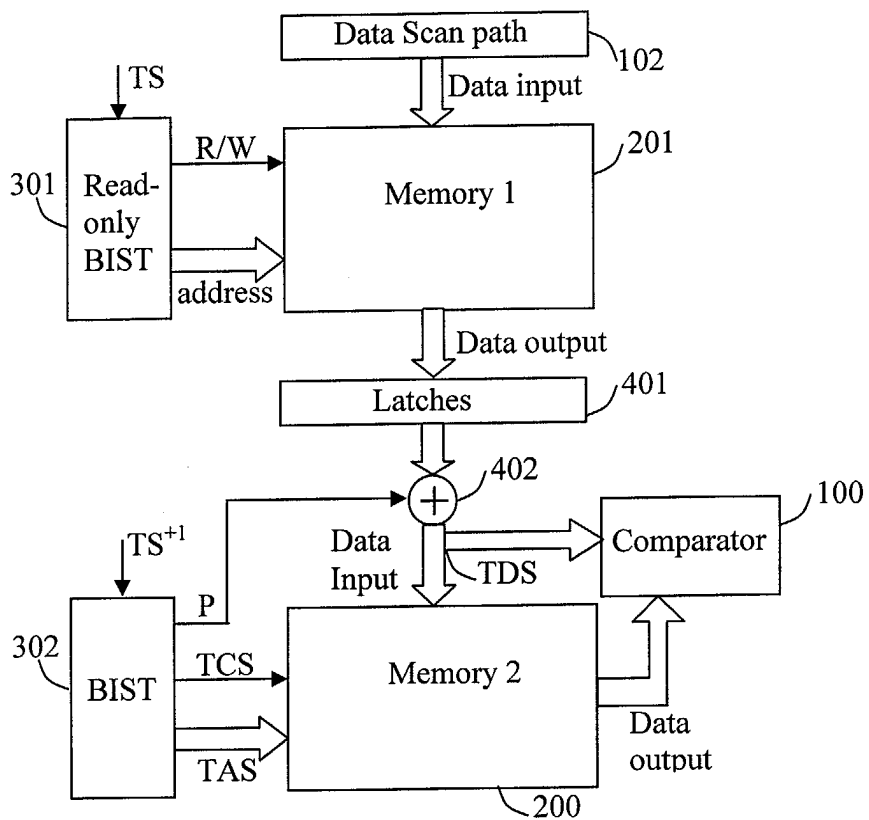 Data Scan path
102
TS
Data input
R/W
201
301
Read-
only
BIST
Memory 1
address
Data output
Latches
401
402
100
TS+1
Data
Input
TDS
Comparator
P
302
BIST
TCS
Memory 2
TAS
Data
output
200